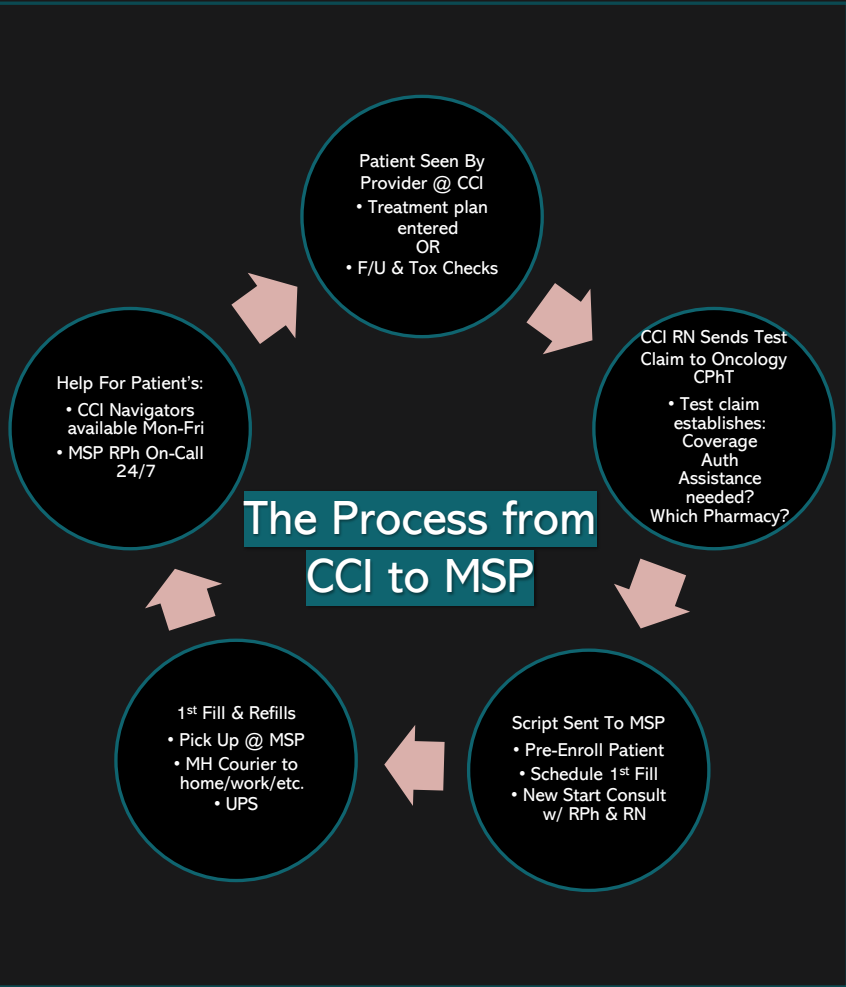 Patient Seen By
Provider @ CCI
• Treatment plan
entered
OR
• F/U & Tox Checks
CCI RN Sends Test
Claim to Oncology
CPhT
• Test claim
establishes:
Coverage
Auth
Assistance
needed?
Which Pharmacy?
Script Sent To MSP
• Pre-Enroll Patient
• Schedule 1st Fill
• New Start Consult
w/ RPh & RN
1st Fill & Refills
• Pick Up @ MSP
• MH Courier to
home/work/etc.
• UPS
Help For Patient’s:
• CCI Navigators
available Mon-Fri
• MSP RPh On-Call
24/7
The Process from
CCI to MSP